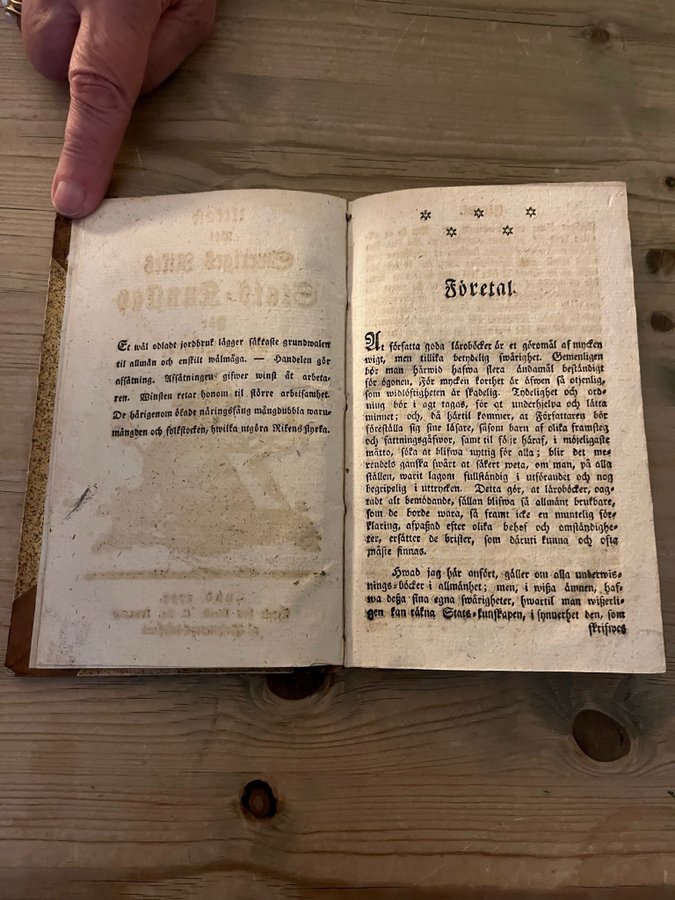 Et wäl odladt jordbruk lägger säkraste grundwalen
til allmän och enskilt wälmåga. — Handelen gör
afsättning. Afsättningen gifwer winst åt arbeta-
ren. Winsten retar honom til större arbetsamhet.
De härigenom ökade näringsfång mångdubbla waru-
mängden och folkstocken, hwilka utgöra Rikens styrka.
Företal.
At författa goda läroböcker är et göromål af mycken
wigt, men tillika betydelig swårighet. Gemenligen
bör man härwid hafwa flera ändamål beständigt
för ögonen. För mycken korthet är äfwen så otjenlig,
som widlöftigheten är skadelig. Tydelighet och ord-
ning bör i agt tagas, för at underhjelpa och lätta
minnet; och, då härtil kommer, at Författaren bör
föreställa sig sine läsare, såsom barn af olika framsteg
och fattningsgåfwor, samt til följe häraf, i möjeligaste
måtto, söka at blifwa nyttig för alla; blir det me-
rendels ganska swårt at säkert weta, om man, på alla
ställen, warit lagom fullständig i utförandet och nog
begripelig i uttrycken. Detta gör, at läroböcker, oag-
tadt alt bemödande, sällan blifwa så allmänt brukbare,
som de borde wara, så framt icke en muntelig för-
klaring, afpaßad efter olika behof och omständighe-
ter, ersätter de brister, som däruti kunna och ofta
måste finnas.
Hwad jag här anfört, gäller om alla underwis-
nings-böcker i allmänhet; men, i wißa ämnen, haf-
wa deßa sina egna swårigheter, hwartil man wißerli-
gen kan räkna Stats-kunskapen, i synnerhet den, som
skrifwes